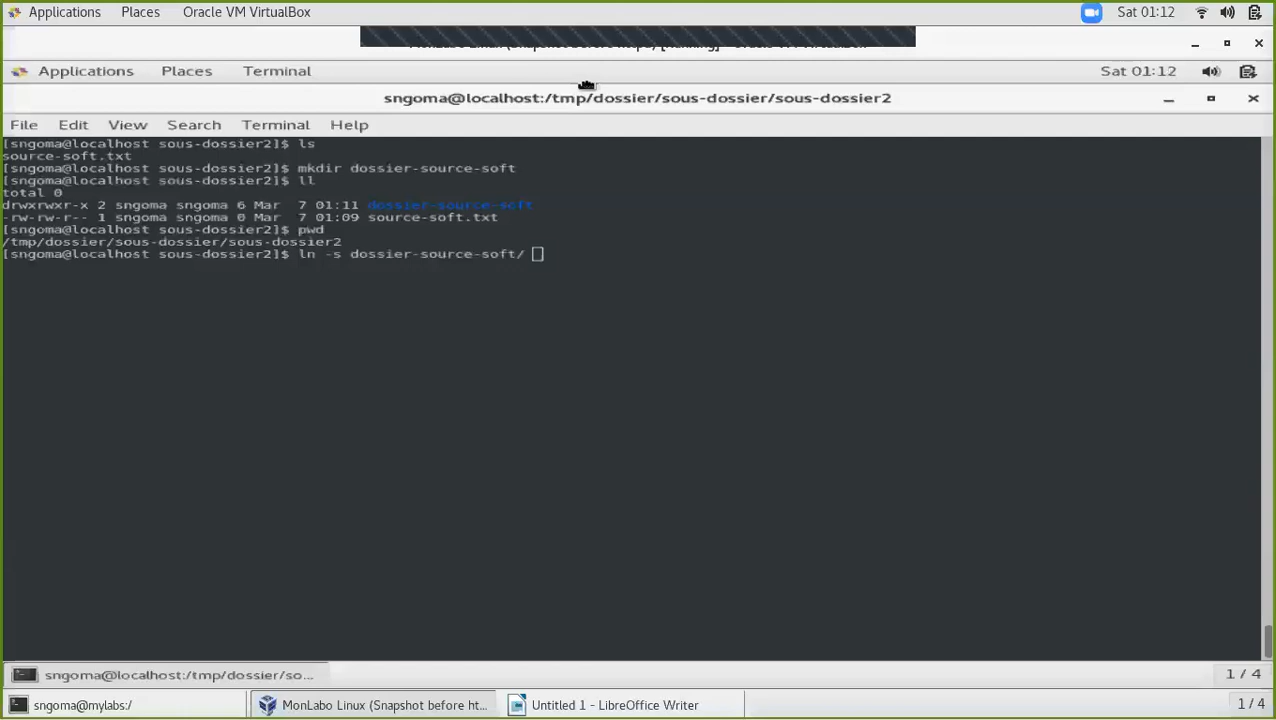 Applications Places Oracle VM VirtualBox Sat 01:12
Applications Places Terminal Sat 01:12
sngoma@localhost:/tmp/dossier/sous-dossier/sous-dossier2
File Edit View Search Terminal Help
[sngoma@localhost sous-dossier2]$ ls
source-soft.txt
[sngoma@localhost sous-dossier2]$ mkdir dossier-source-soft
[sngoma@localhost sous-dossier2]$ ll
total 0
drwxrwxr-x 2 sngoma sngoma 6 Mar  7 01:11 dossier-source-soft
-rw-rw-r-- 1 sngoma sngoma 0 Mar  7 01:09 source-soft.txt
[sngoma@localhost sous-dossier2]$ pwd
/tmp/dossier/sous-dossier/sous-dossier2
[sngoma@localhost sous-dossier2]$ ln -s dossier-source-soft/
sngoma@localhost:/tmp/dossier/so... 1 / 4
sngoma@mylabs:/ MonLabo Linux (Snapshot before ht... Untitled 1 - LibreOffice Writer 1 / 4